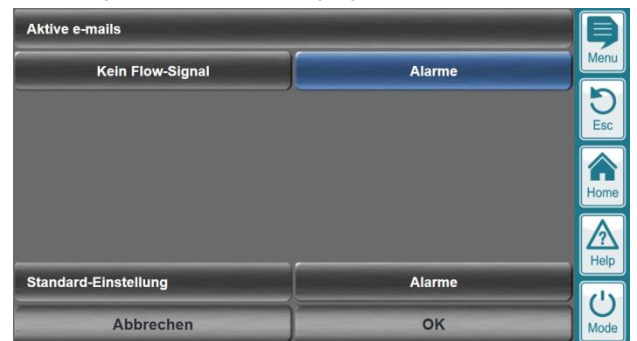 Aktive e-mails
Menu
Kein Flow-Signal Alarme
Esc
Home
Help
Standard-Einstellung Alarme
Abbrechen OK
Mode